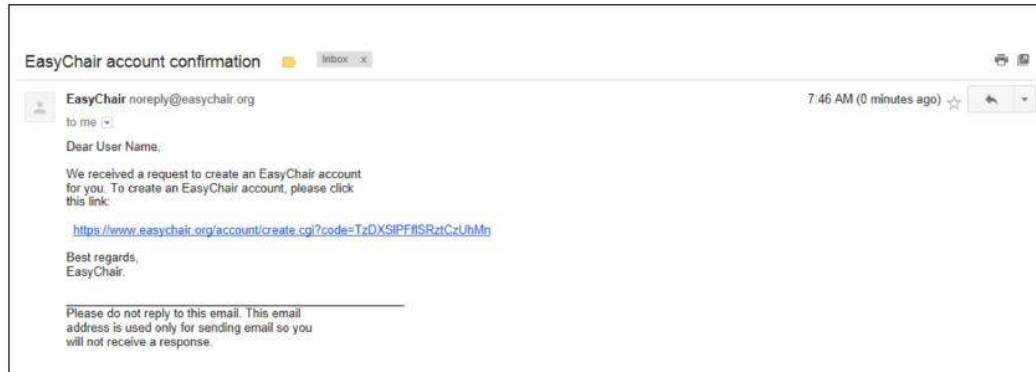 EasyChair account confirmation Inbox x
EasyChair noreply@easychair.org 7:46 AM (0 minutes ago)
to me
Dear User Name,
We received a request to create an EasyChair account
for you. To create an EasyChair account, please click
this link:
https://www.easychair.org/account/create.cgi?code=TzDXSlPFflSRztCzUhMn
Best regards,
EasyChair.
Please do not reply to this email. This email
address is used only for sending email so you
will not receive a response.